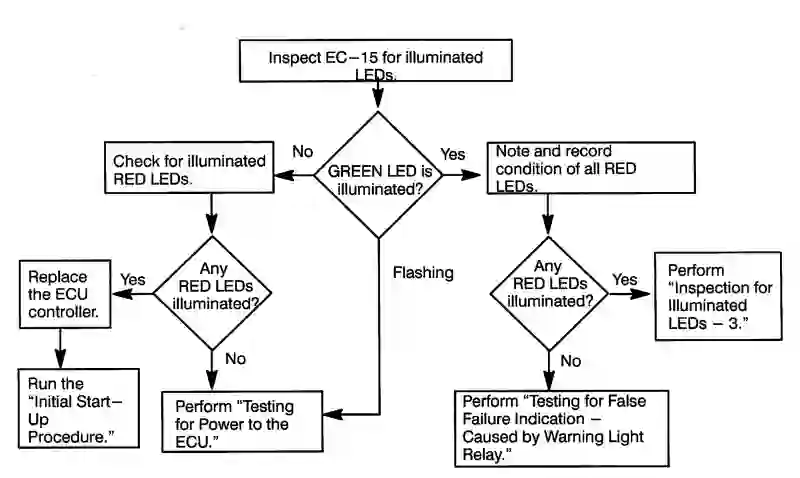 Inspect EC–15 for illuminated
LEDs.
No
Yes
Check for illuminated
RED LEDs.
GREEN LED is
illuminated?
Note and record
condition of all RED
LEDs.
Flashing
Replace
the ECU
controller.
Yes
Any
RED LEDs
illuminated?
Any
RED LEDs
illuminated?
Yes
Perform
“Inspection for
Illuminated
LEDs – 3.”
No
No
Run the
“Initial Start–
Up
Procedure.”
Perform “Testing
for Power to the
ECU.”
Perform “Testing for False
Failure Indication –
Caused by Warning Light
Relay.”